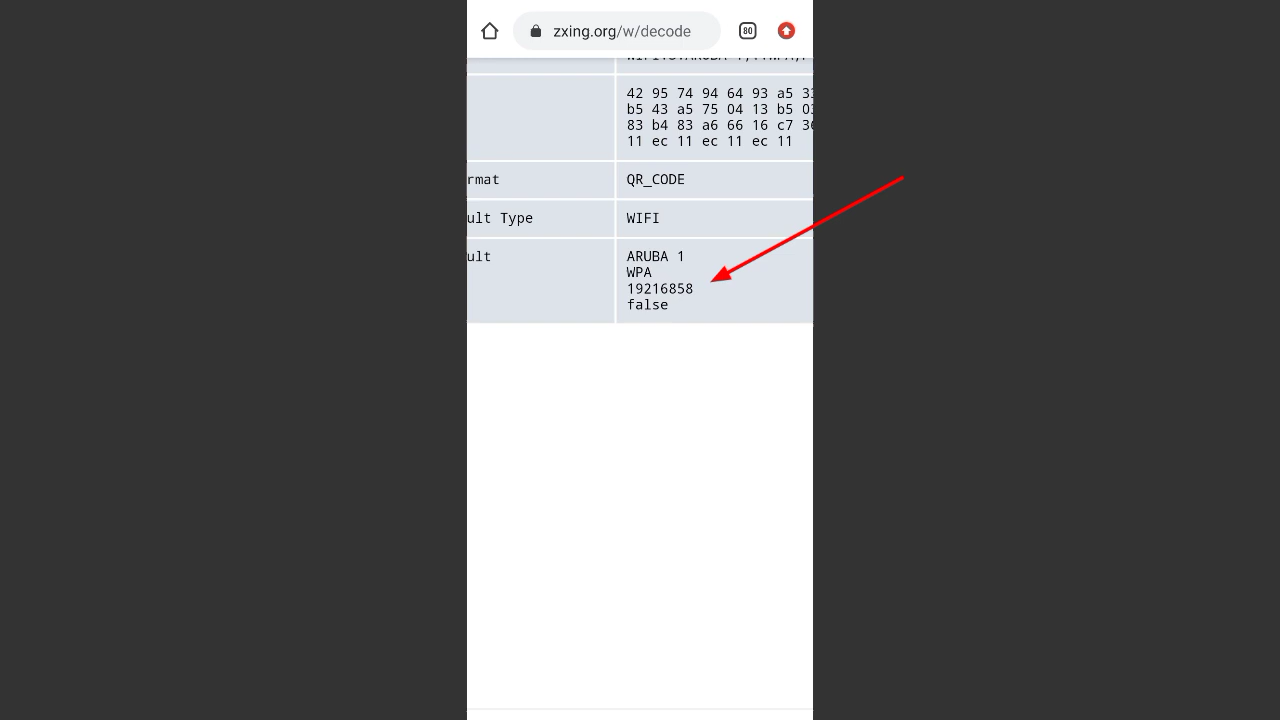 80
zxing.org/w/decode
42 95 74 94 64 93 a5
b5 43 a5 75 04 13 b5
83 b4 83 a6 66 16 c7
11 ec 11 ec 11 ec 11
rmat QR_CODE
ult Type WIFI
ult ARUBA 1
WPA
19216858
false